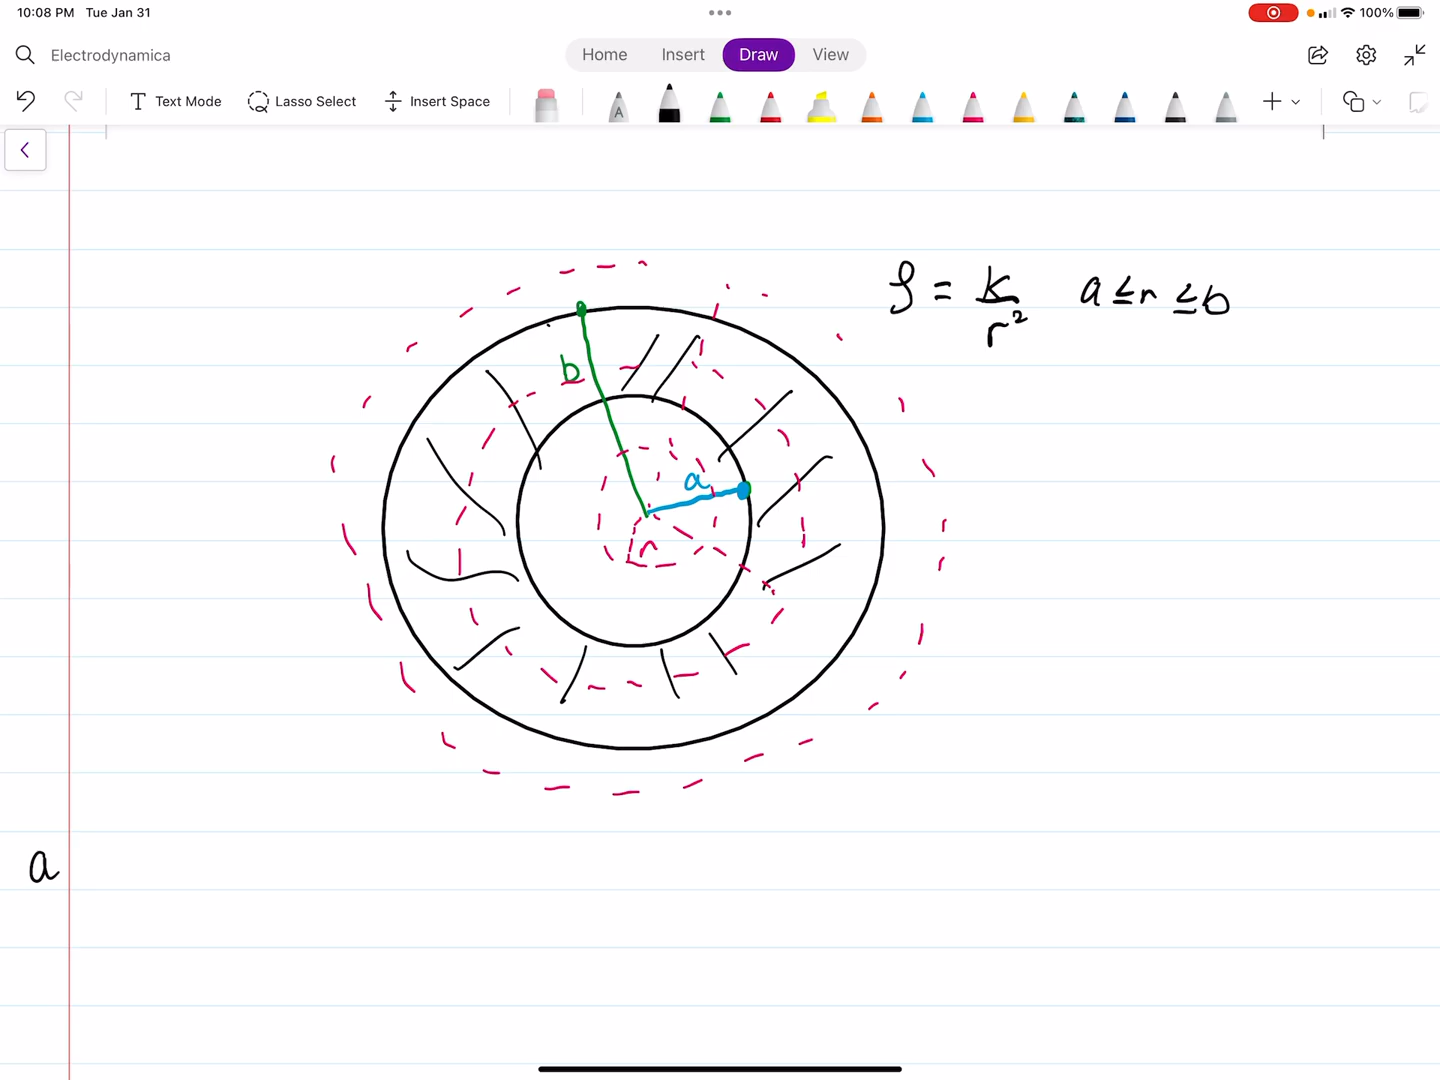 10:08 PM Tue Jan 31
100%
Electrodynamica
Home Insert Draw View
Text Mode Lasso Select Insert Space
A
ρ = k/r² a ≤ r ≤ b
b
a
r
a